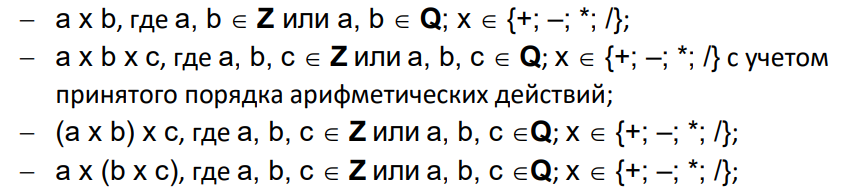 – a x b, где a, b ∈ Z или a, b ∈ Q; x ∈ {+; –; *; /};
– a x b x c, где a, b, c ∈ Z или a, b, c ∈ Q; x ∈ {+; –; *; /} с учетом
принятого порядка арифметических действий;
– (a x b) x c, где a, b, c ∈ Z или a, b, c ∈Q; x ∈ {+; –; *; /};
– a x (b x c), где a, b, c ∈ Z или a, b, c ∈Q; x ∈ {+; –; *; /};